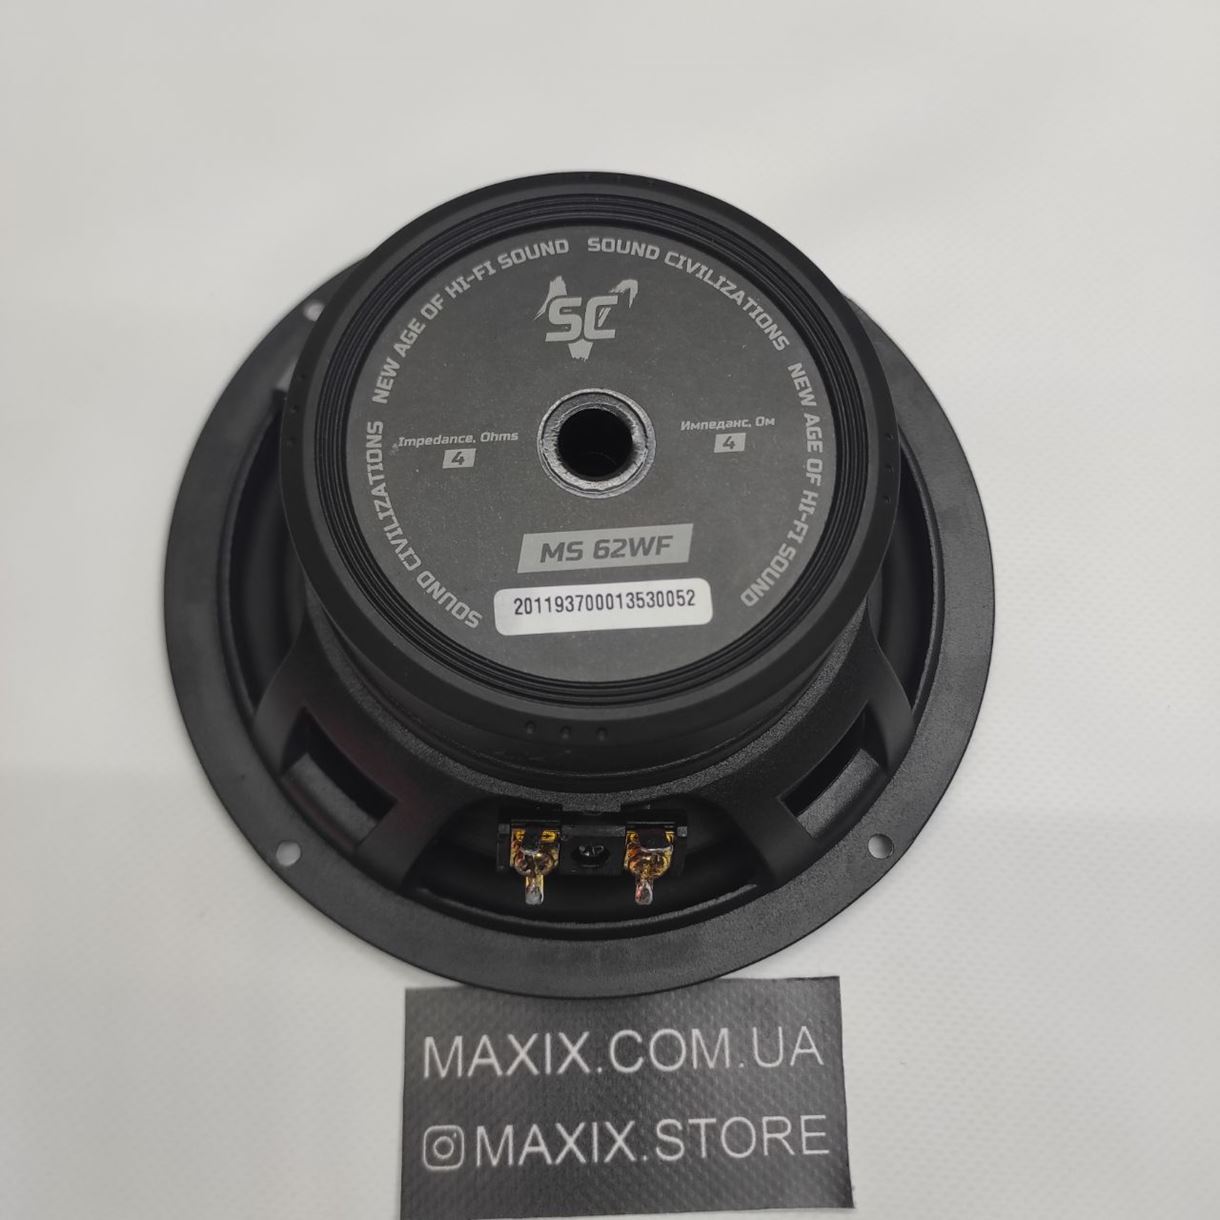 NEW AGE OF HI-FI SOUND
SOUND CIVILIZATIONS
NEW AGE OF HI-FI SOUND
SOUND CIVILIZATIONS
SC
Impedance, Ohms
4
Импеданс, Ом
4
MS 62WF
201193700013530052
MAXIX.COM.UA
MAXIX.STORE